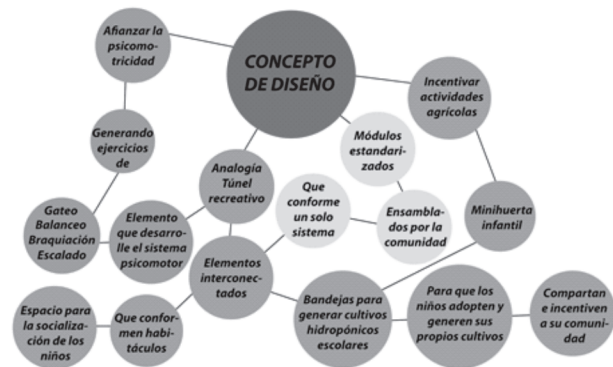 Afianzar la
psicomo-
tricidad
CONCEPTO
DE DISEÑO
Incentivar
actividades
agrícolas
Generando
ejercicios
de
Módulos
estandari-
zados
Analogía
Túnel
recreativo
Que
conforme
un solo
sistema
Ensambla-
dos por la
comunidad
Minihuerta
infantil
Gateo
Balanceo
Braquiación
Escalado
Elemento
que desarro-
lle el sistema
psicomotor
Elementos
interconec-
tados
Espacio para
la socializa-
ción de los
niños
Que confor-
men habi-
táculos
Bandejas para
generar cultivos
hidropónicos
escolares
Para que los
niños adopten y
generen sus
propios cultivos
Compartan
e incentiven
a su comuni-
dad